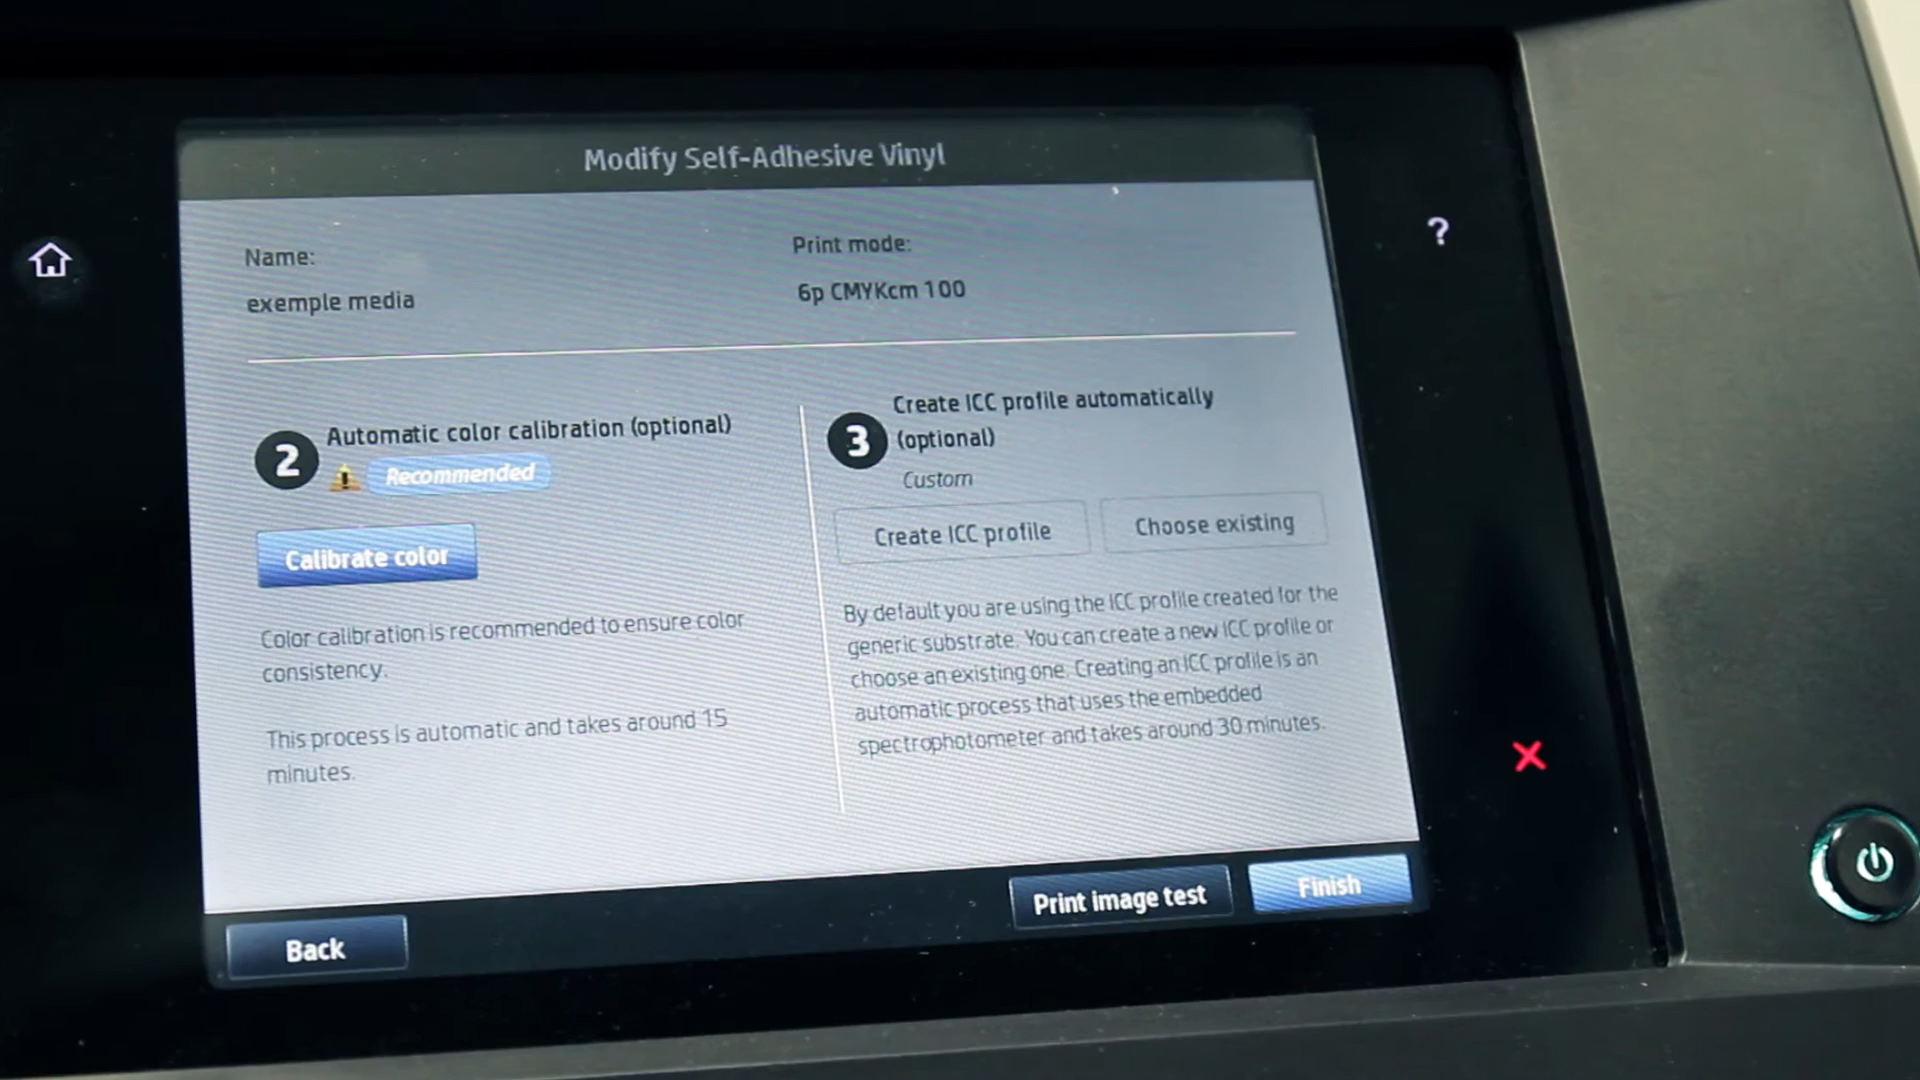 Modify Self-Adhesive Vinyl
Name:
exemple media
Print mode:
6p CMYKcm 100
2
Automatic color calibration (optional)
Recommended
Calibrate color
Color calibration is recommended to ensure color
consistency.
This process is automatic and takes around 15
minutes.
3
Create ICC profile automatically
(optional)
Custom
Create ICC profile
Choose existing
By default you are using the ICC profile created for the
generic substrate. You can create a new ICC profile or
choose an existing one. Creating an ICC profile is an
automatic process that uses the embedded
spectrophotometer and takes around 30 minutes.
Back
Print image test
Finish
?